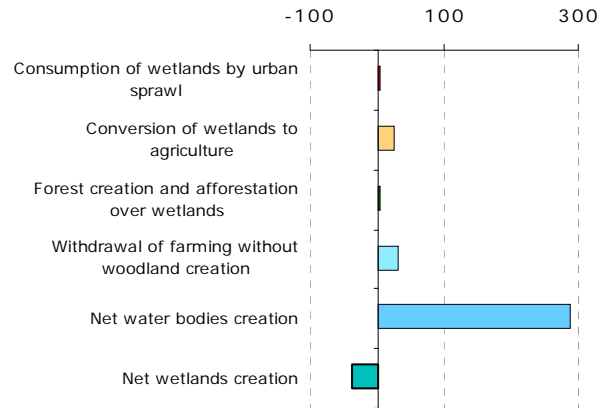 -100 100 300
Consumption of wetlands by urban
sprawl
Conversion of wetlands to
agriculture
Forest creation and afforestation
over wetlands
Withdrawal of farming without
woodland creation
Net water bodies creation
Net wetlands creation